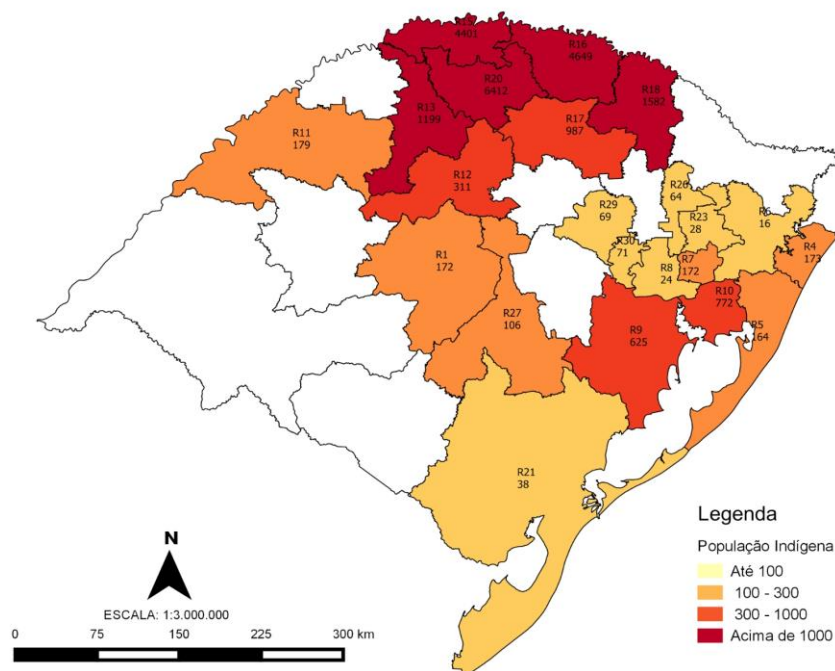 R15
4401
R16
4649
R20
6412
R18
1582
R13
1199
R17
987
R11
179
R12
311
R26
64
R29
69
R23
28
R6
16
R4
173
R30
71
R1
172
R7
172
R8
24
R10
772
R27
106
R9
625
R5
164
R21
38
Legenda
População Indígena
Até 100
100 - 300
300 - 1000
Acima de 1000
N
ESCALA: 1:3.000.000
0 75 150 225 300 km